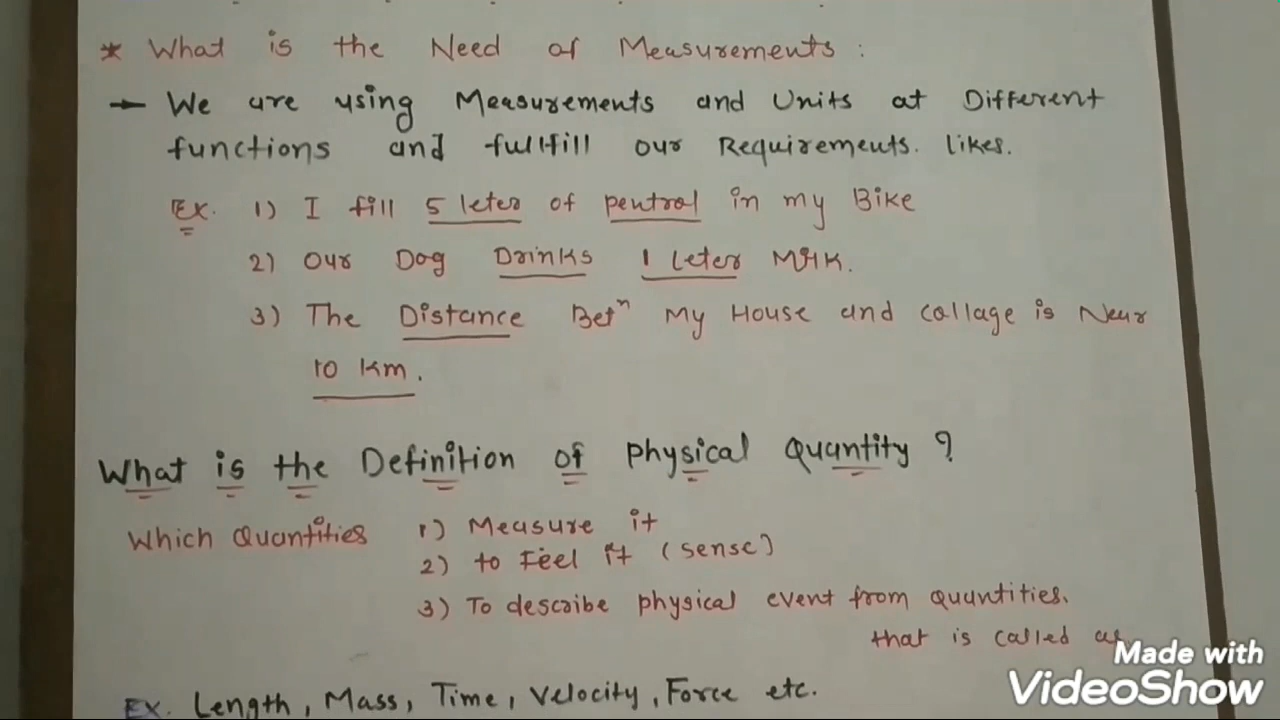 * What is the Need of Measurements :
→ We are using Measurements and Units at Different
functions and fullfill our Requirements. likes.
Ex. 1) I fill 5 leter of pentrol in my Bike
2) Our Dog Drinks 1 Leter Milk.
3) The Distance Betⁿ My House and collage is Near
10 km.
What is the Definition of physical Quantity ?
Which Quantities 1) Measure it
2) to Feel it (sense)
3) To describe physical event from quantities.
that is called as
Ex. Length, Mass, Time, Velocity, Force etc.
Made with
VideoShow